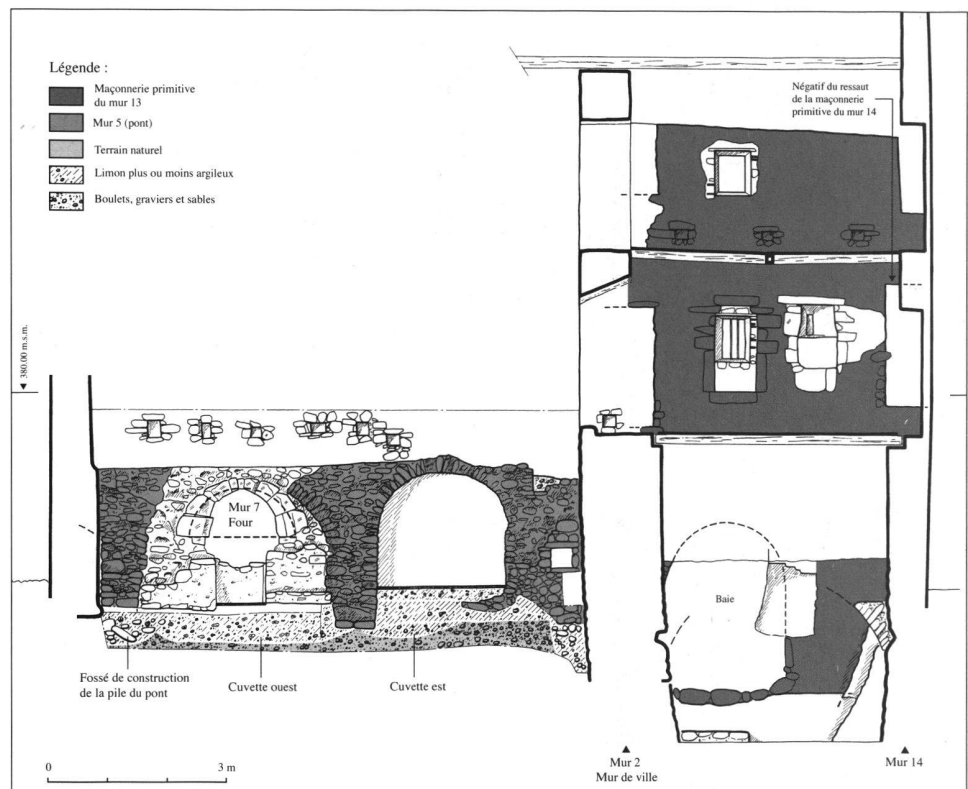 Légende :
Maçonnerie primitive
du mur 13
Mur 5 (pont)
Terrain naturel
Limon plus ou moins argileux
Boulets, graviers et sables
Négatif du ressaut
de la maçonnerie
primitive du mur 14
380.00 m.s.m.
Mur 7
Four
Baie
Fossé de construction
de la pile du pont
Cuvette ouest
Cuvette est
0
3 m
Mur 2
Mur de ville
Mur 14